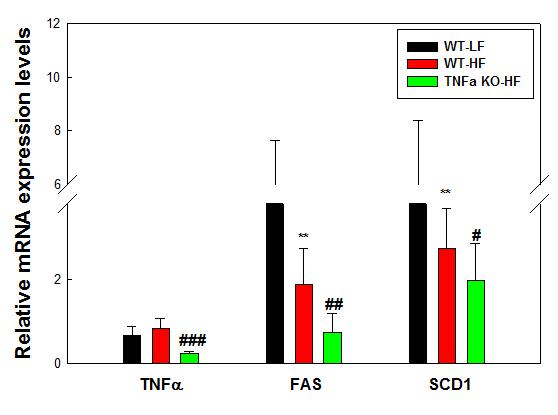 Relative mRNA expression levels
12
10
8
6
2
0
WT-LF
WT-HF
TNFa KO-HF
###
**
##
**
#
TNFα
FAS
SCD1